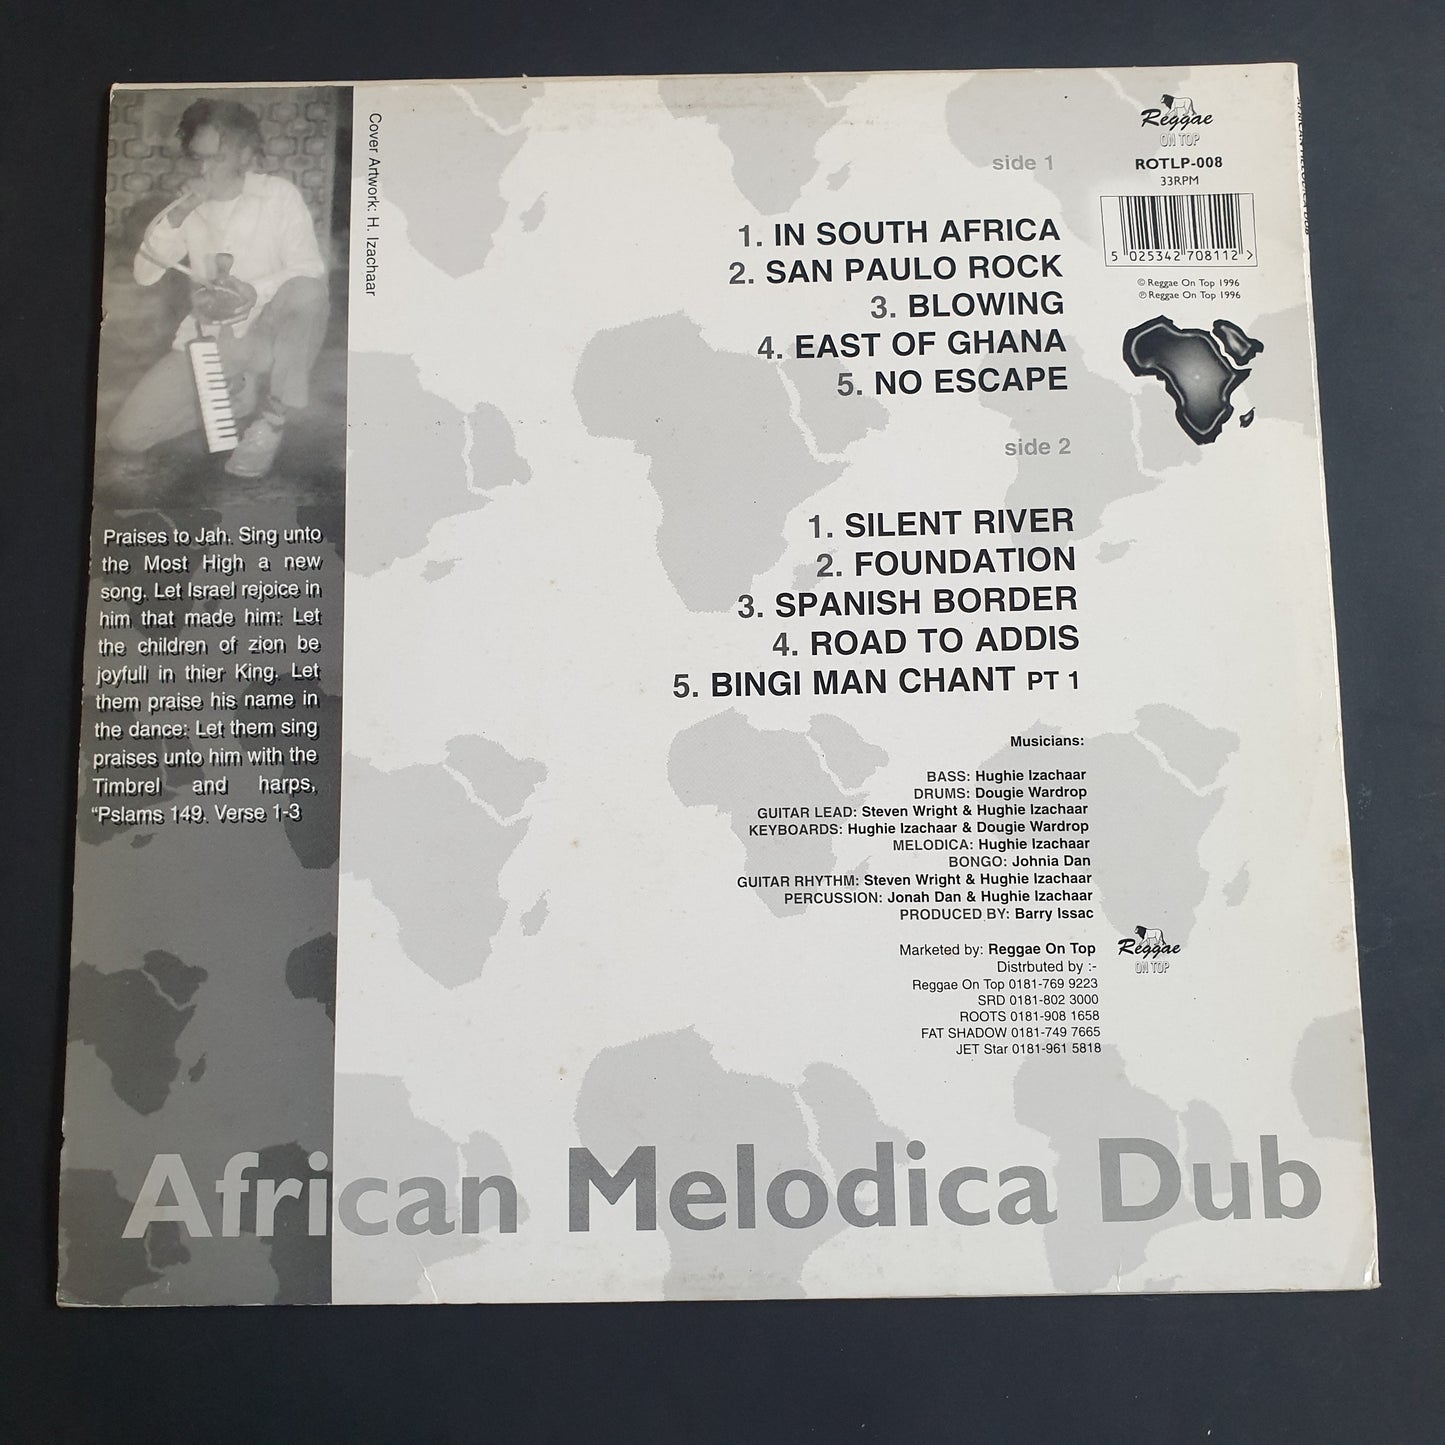 Cover Artwork: H. Izachaar
Reggae
ON TOP
ROTLP-008
33RPM
5 025342 708112 >
© Reggae On Top 1996
℗ Reggae On Top 1996
side 1
1. IN SOUTH AFRICA
2. SAN PAULO ROCK
3. BLOWING
4. EAST OF GHANA
5. NO ESCAPE
side 2
1. SILENT RIVER
2. FOUNDATION
3. SPANISH BORDER
4. ROAD TO ADDIS
5. BINGI MAN CHANT PT 1
Praises to Jah. Sing unto
the Most High a new
song. Let Israel rejoice in
him that made him: Let
the children of zion be
joyfull in thier King. Let
them praise his name in
the dance: Let them sing
praises unto him with the
Timbrel and harps,
“Pslams 149. Verse 1-3
Musicians:
BASS: Hughie Izachaar
DRUMS: Dougie Wardrop
GUITAR LEAD: Steven Wright & Hughie Izachaar
KEYBOARDS: Hughie Izachaar & Dougie Wardrop
MELODICA: Hughie Izachaar
BONGO: Johnia Dan
GUITAR RHYTHM: Steven Wright & Hughie Izachaar
PERCUSSION: Jonah Dan & Hughie Izachaar
PRODUCED BY: Barry Issac
Marketed by: Reggae On Top
Distrbuted by :-
Reggae On Top 0181-769 9223
SRD 0181-802 3000
ROOTS 0181-908 1658
FAT SHADOW 0181-749 7665
JET Star 0181-961 5818
Reggae
ON TOP
African Melodica Dub
AFRICAN MELODICA DUB